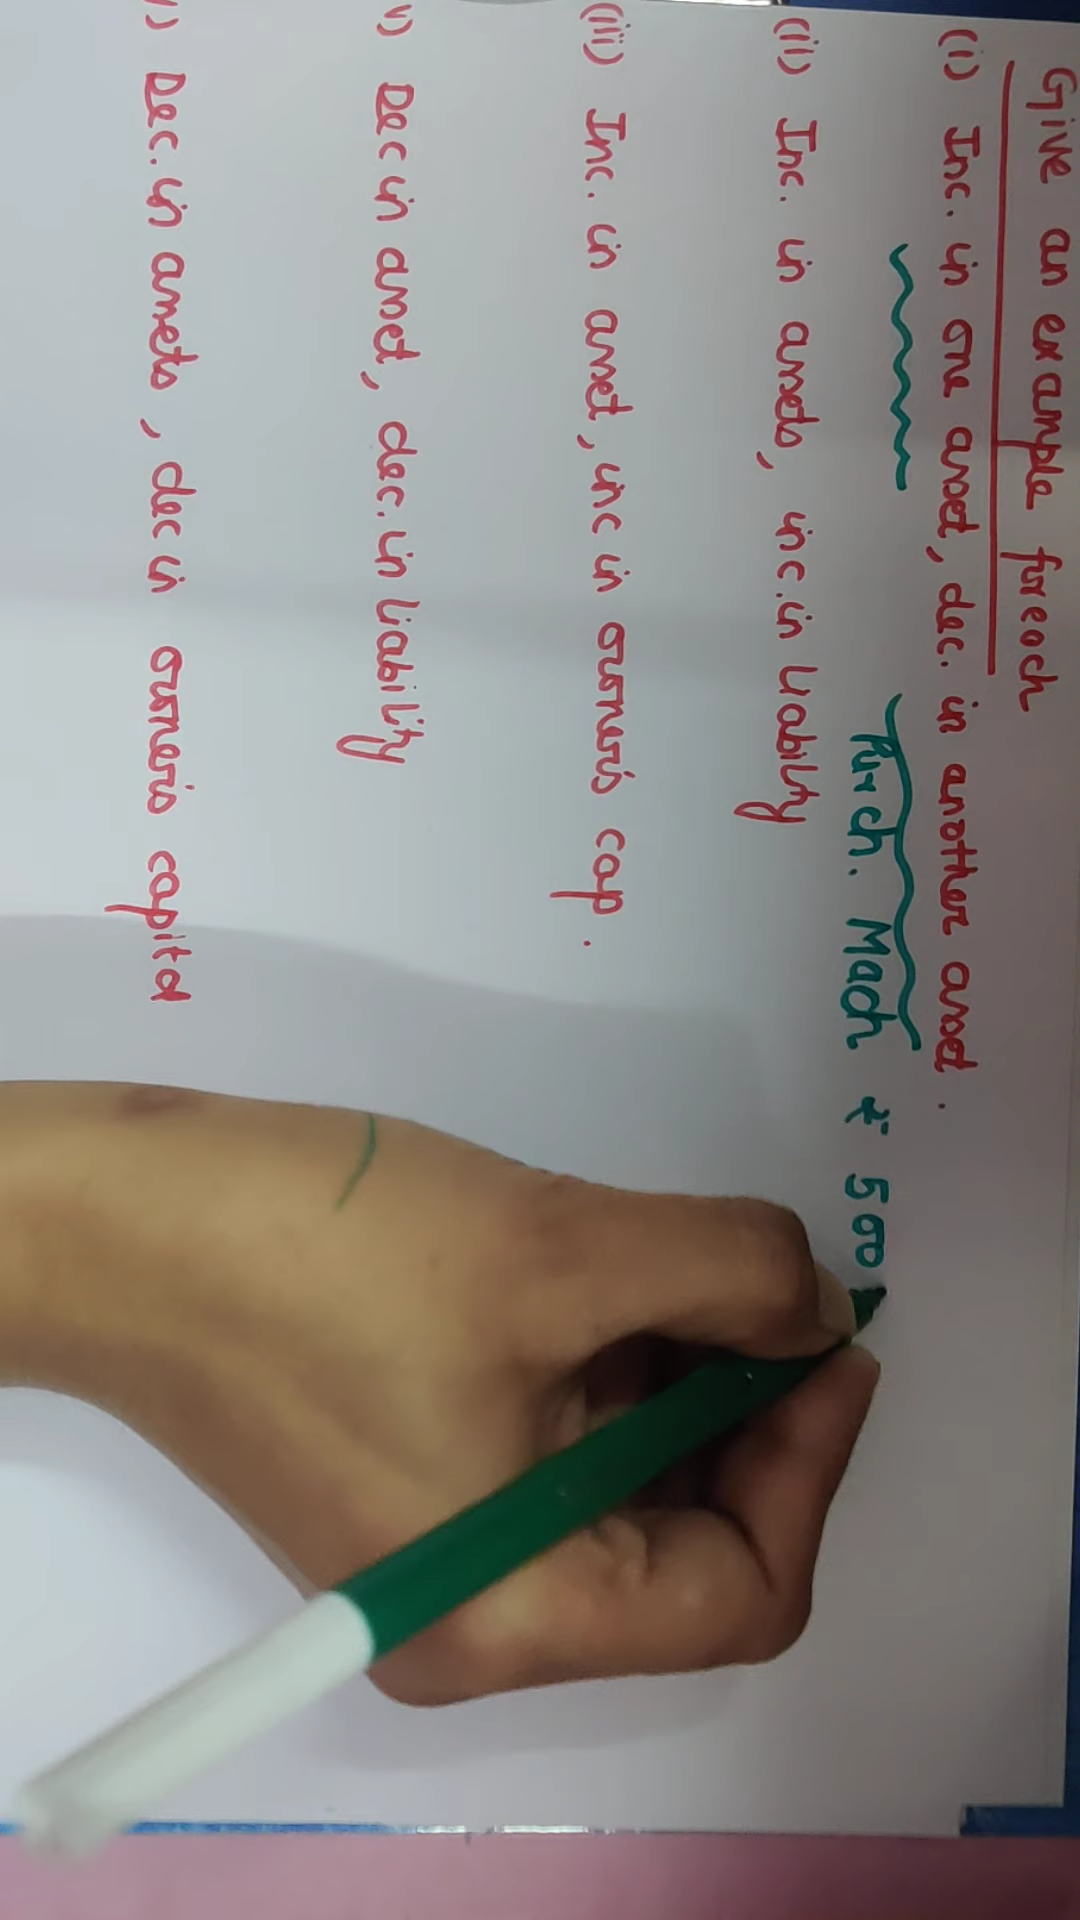 Give an example foreach
(i) Inc. in one asset, dec. in another asset.
Purch. Mach ₹ 500
(ii) Inc. in assets, inc. in liability
(iii) Inc. in asset, inc in owner's cap.
v) Dec in asset, dec. in liability
) Dec. in assets, dec in owner's capital